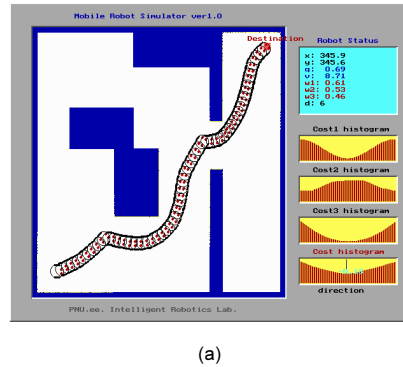 Mobile Robot Simulator ver1.0
Destination
Robot Status
x: 345.9
y: 345.6
q: 0.69
v: 8.71
w1: 0.61
w2: 0.53
w3: 0.46
d: 6
Cost1 histogram
Cost2 histogram
Cost3 histogram
Cost histogram
direction
PNU.ee. Intelligent Robotics Lab.
(a)